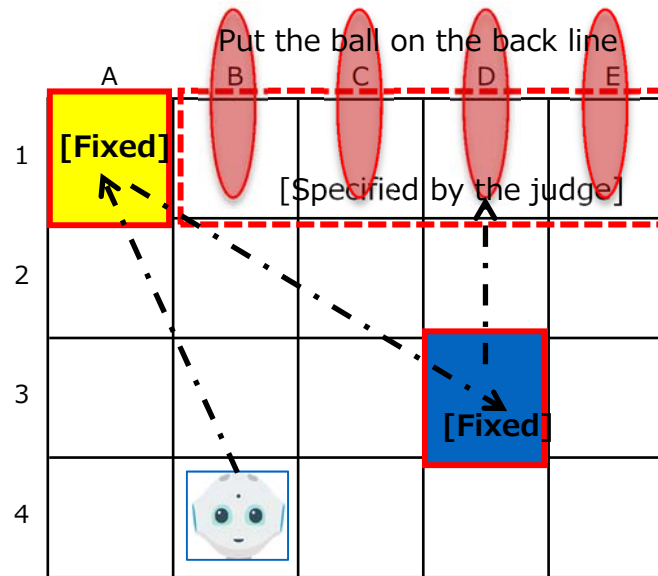 Put the ball on the back line
A B C D E
1 [Fixed]
[Specified by the judge]
2
3
[Fixed]
4